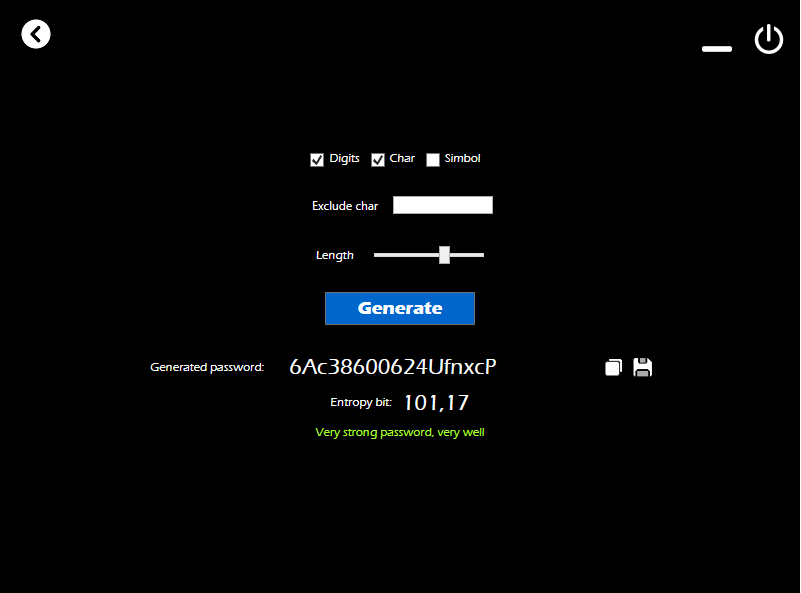 Digits Char Simbol
Exclude char
Length
Generate
Generated password: 6Ac38600624UfnxcP
Entropy bit: 101,17
Very strong password, very well